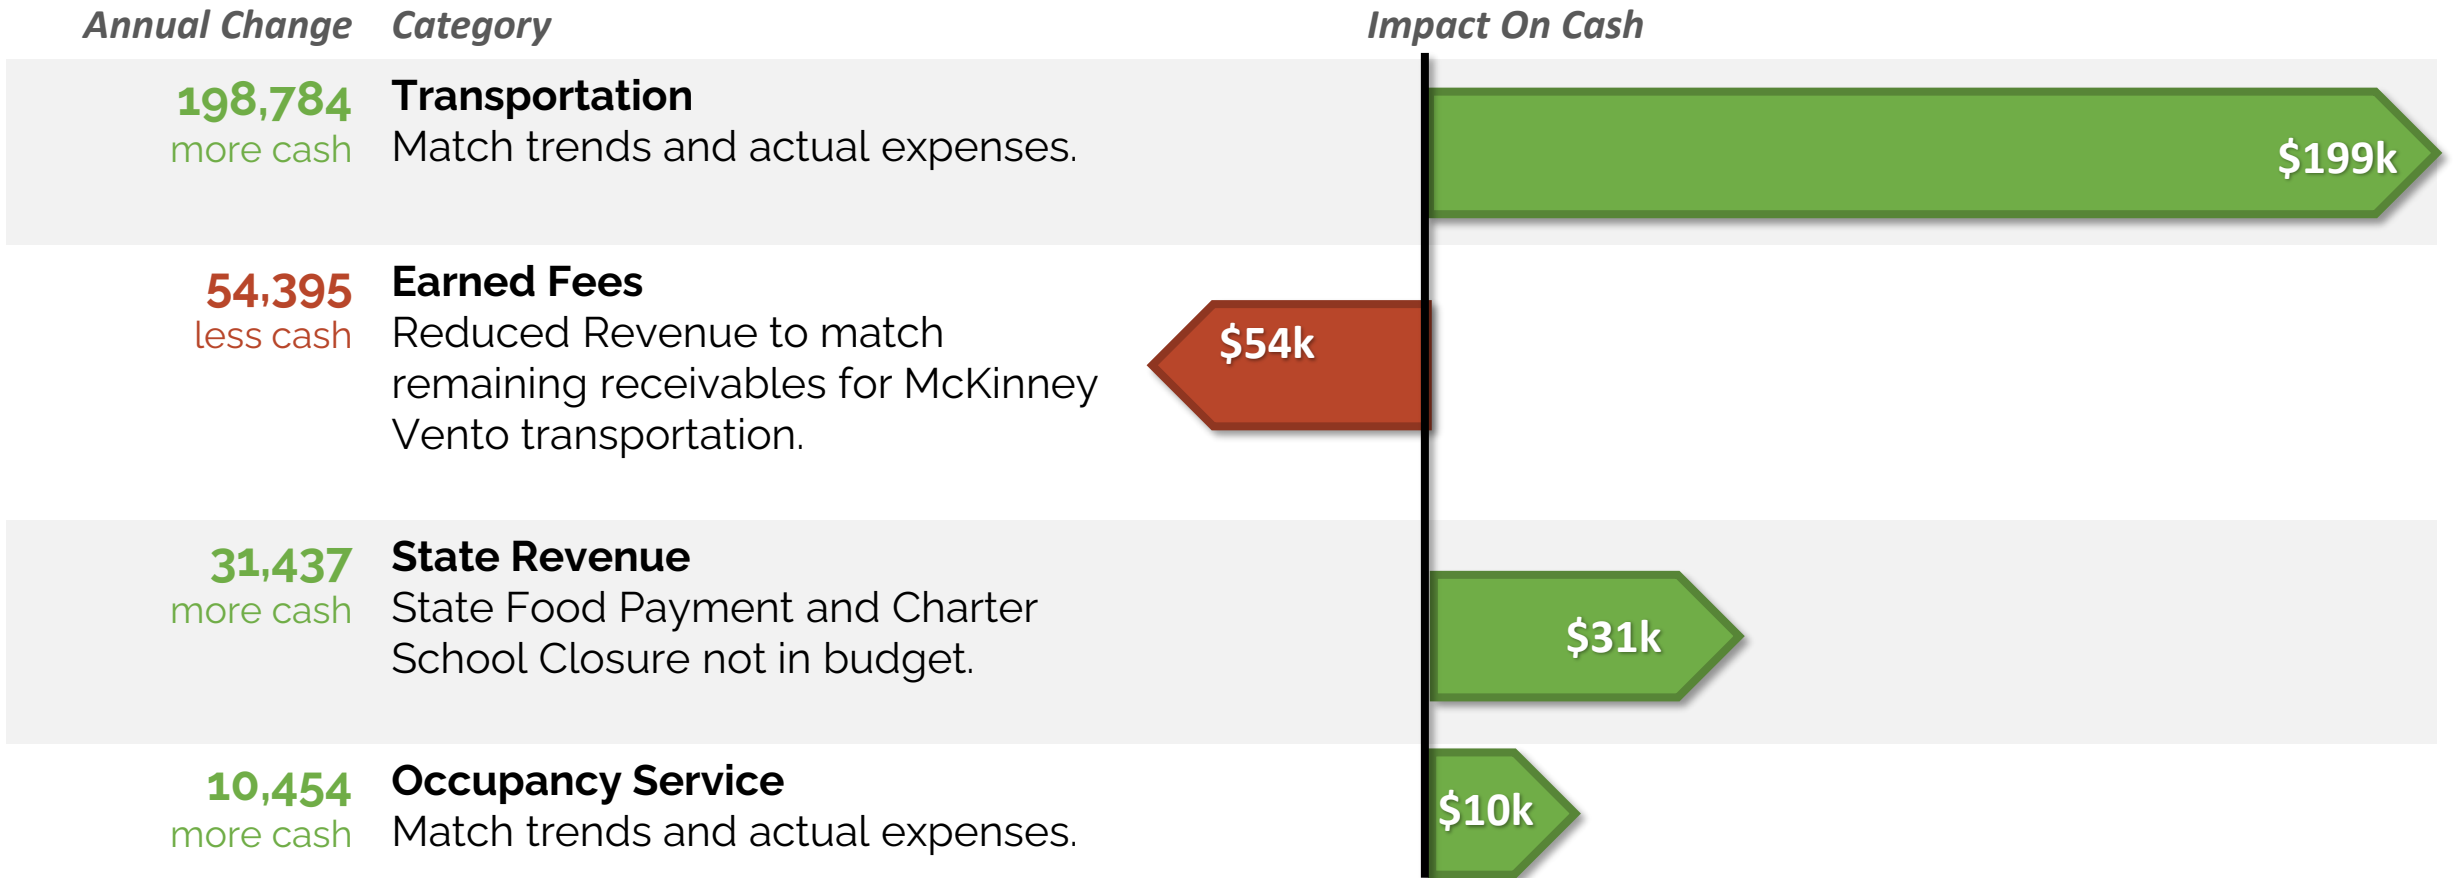 Annual Change Category Impact On Cash
198,784 Transportation
more cash Match trends and actual expenses.
$199k
54,395 Earned Fees
less cash Reduced Revenue to match
remaining receivables for McKinney
Vento transportation.
$54k
31,437 State Revenue
more cash State Food Payment and Charter
School Closure not in budget.
$31k
10,454 Occupancy Service
more cash Match trends and actual expenses.
$10k